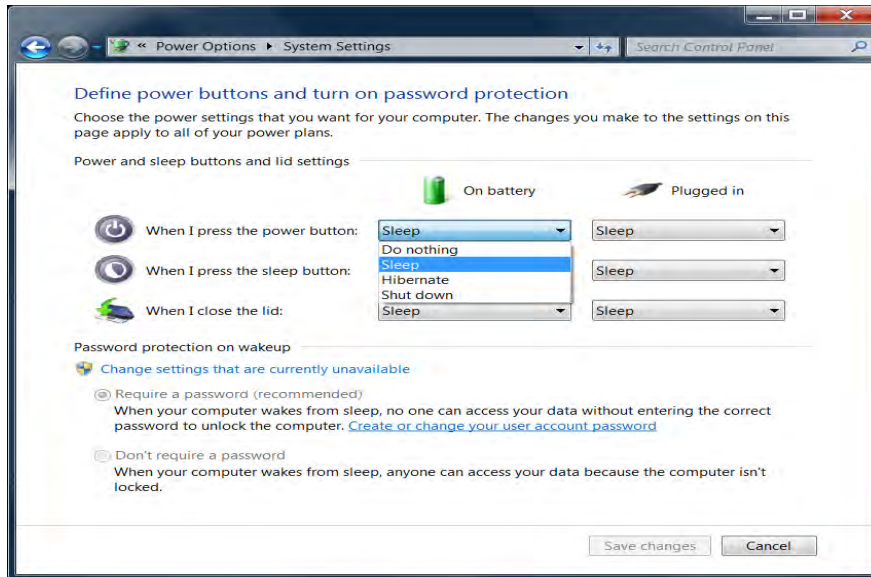 « Power Options ▸ System Settings
Search Control Panel
Define power buttons and turn on password protection
Choose the power settings that you want for your computer. The changes you make to the settings on this
page apply to all of your power plans.
Power and sleep buttons and lid settings
On battery Plugged in
When I press the power button: Sleep Sleep
Do nothing
When I press the sleep button: Sleep Sleep
Hibernate
Shut down
When I close the lid: Sleep Sleep
Password protection on wakeup
Change settings that are currently unavailable
Require a password (recommended)
When your computer wakes from sleep, no one can access your data without entering the correct
password to unlock the computer. Create or change your user account password
Don't require a password
When your computer wakes from sleep, anyone can access your data because the computer isn't
locked.
Save changes Cancel